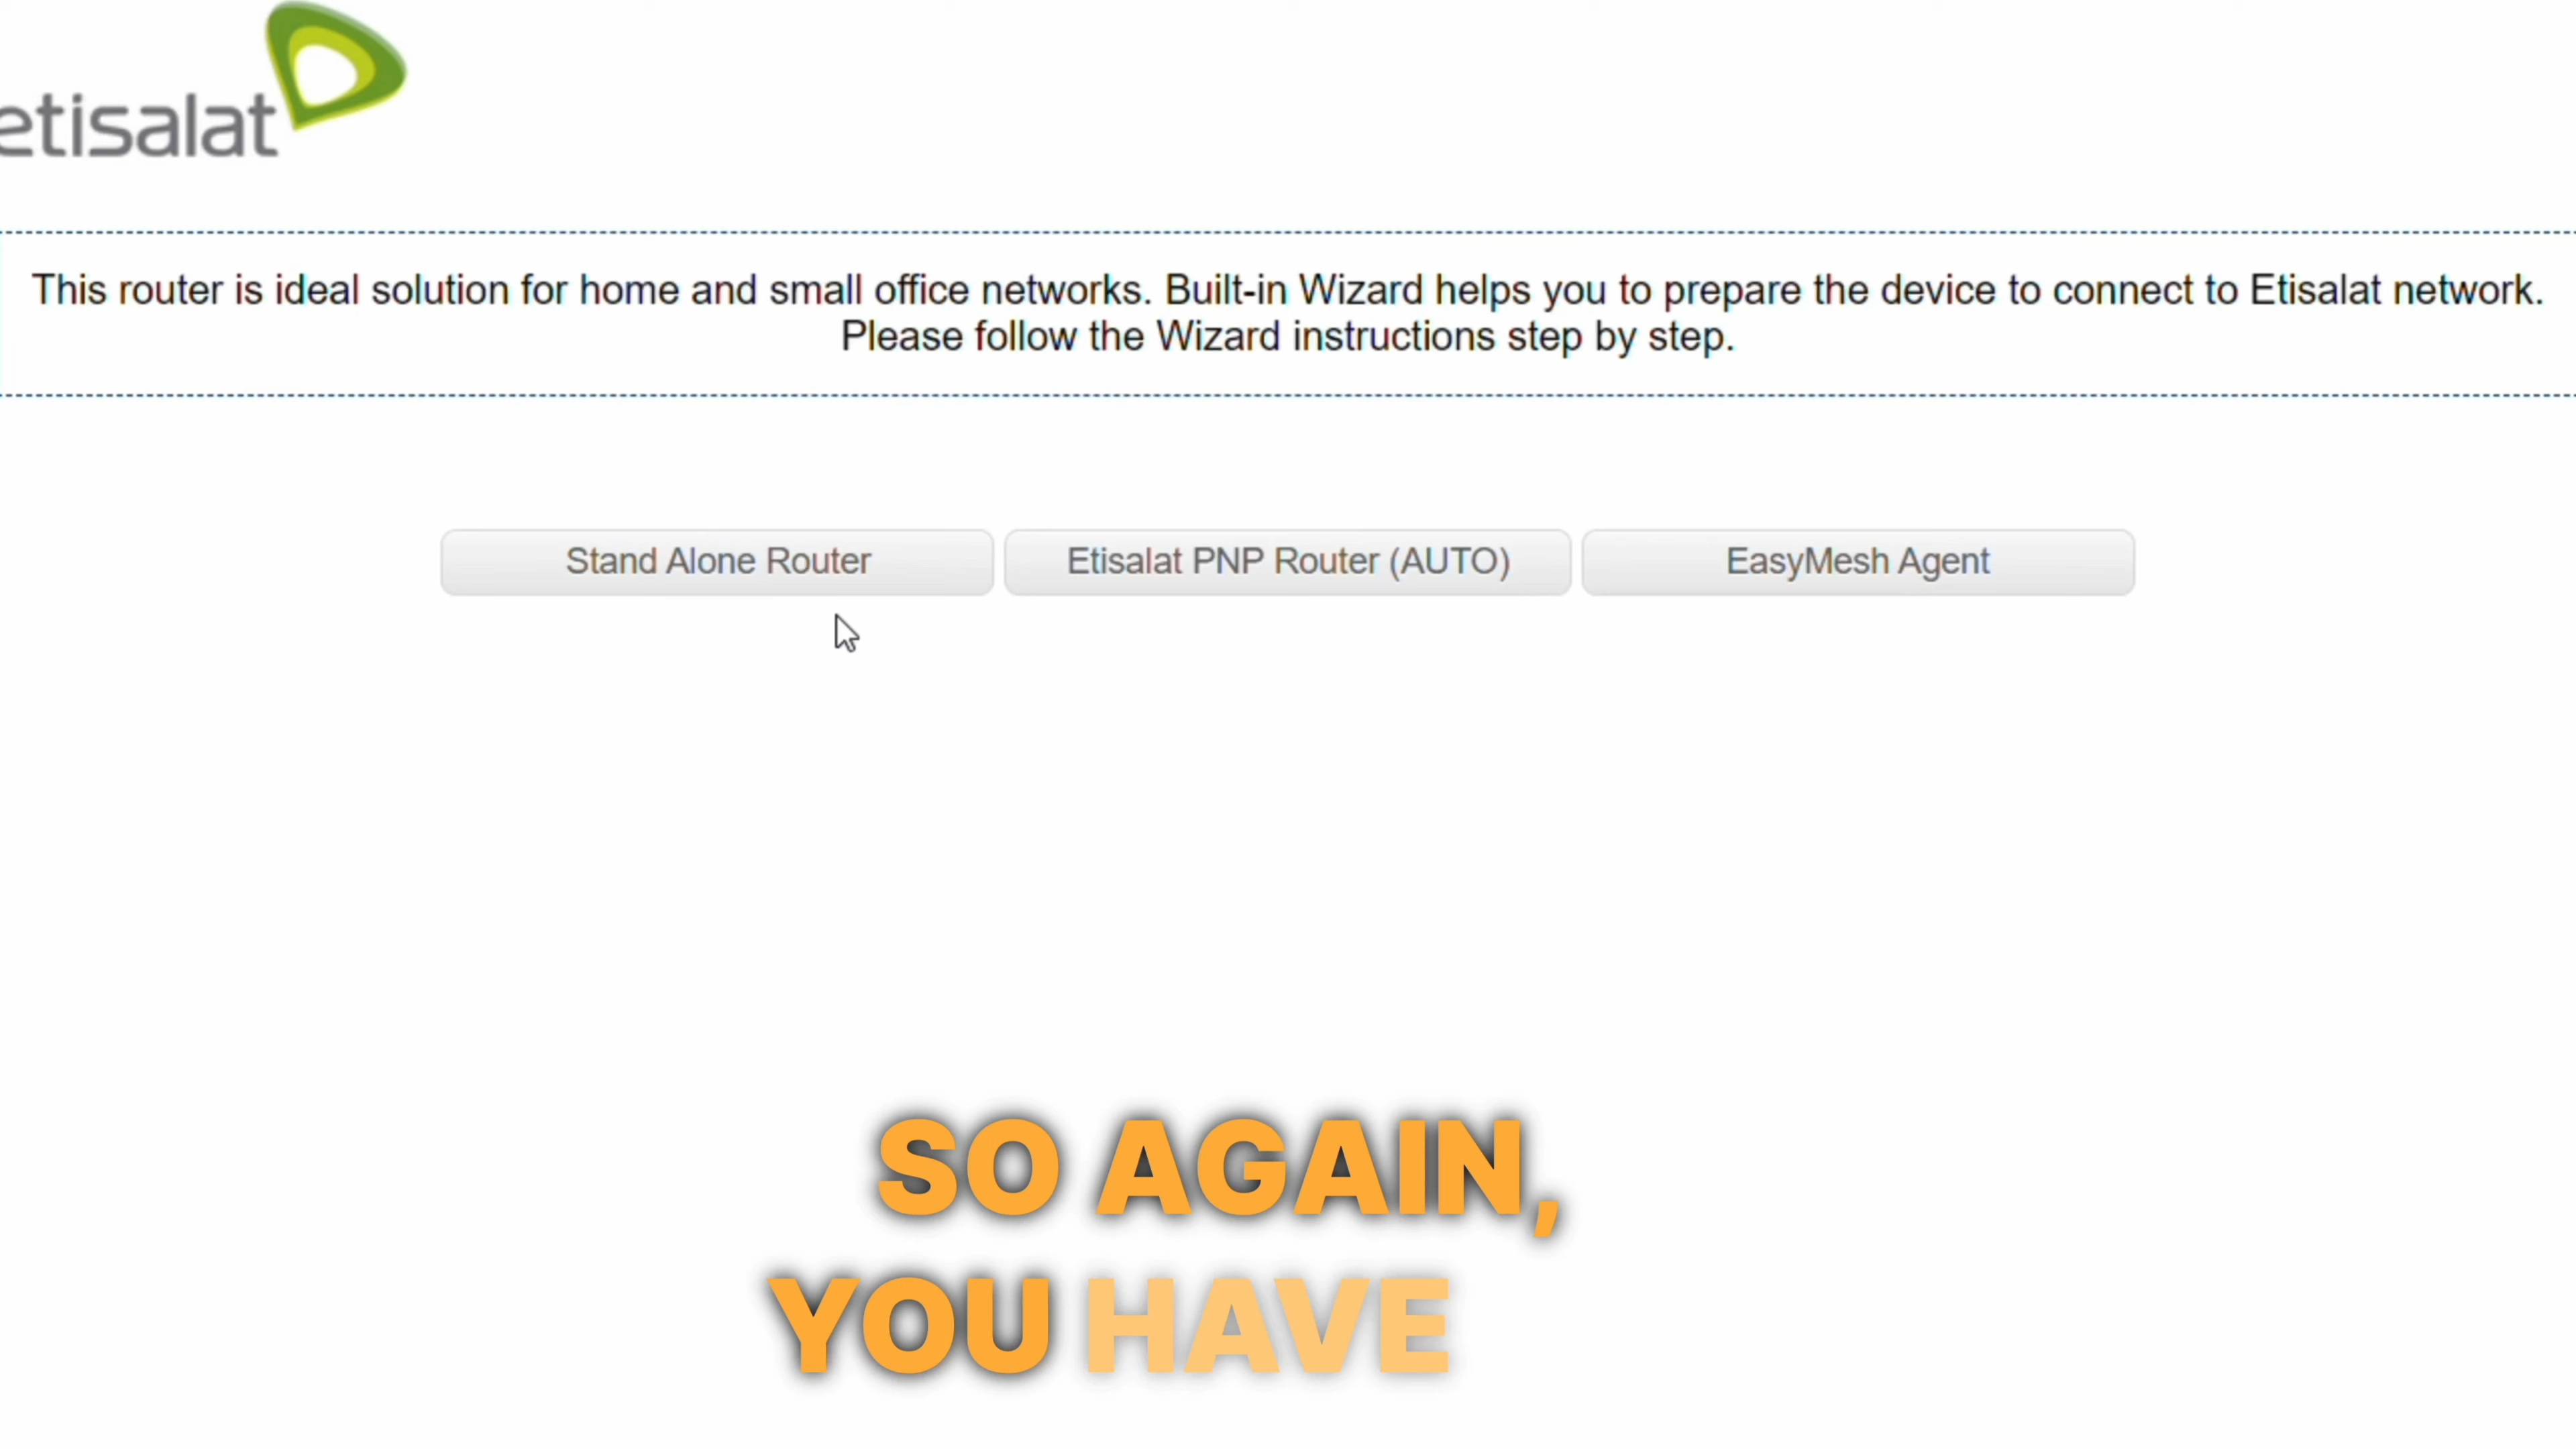 etisalat
This router is ideal solution for home and small office networks. Built-in Wizard helps you to prepare the device to connect to Etisalat network.
Please follow the Wizard instructions step by step.
Stand Alone Router
Etisalat PNP Router (AUTO)
EasyMesh Agent
SO AGAIN,
YOU HAVE